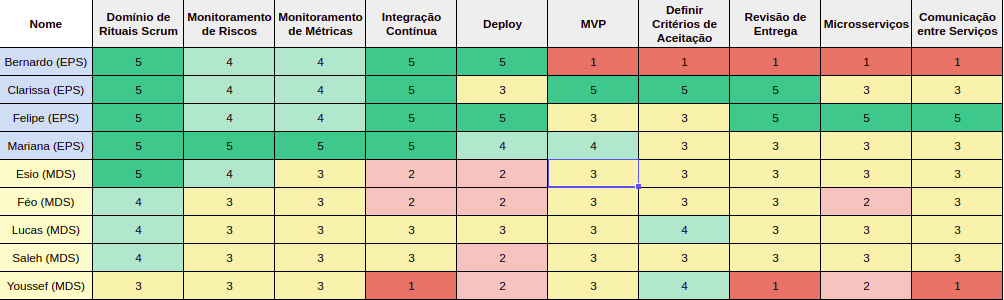 Nome Domínio de Rituais Scrum Monitoramento de Riscos Monitoramento de Métricas Integração Contínua Deploy MVP Definir Critérios de Aceitação Revisão de Entrega Microsserviços Comunicação entre Serviços
Bernardo (EPS) 5 4 4 5 5 1 1 1 1 1
Clarissa (EPS) 5 4 4 5 3 5 5 5 3 3
Felipe (EPS) 5 4 4 5 5 3 3 5 5 5
Mariana (EPS) 5 5 5 5 4 4 3 3 3 3
Esio (MDS) 5 4 3 2 2 3 3 3 3 3
Féo (MDS) 4 3 3 2 2 3 3 3 2 3
Lucas (MDS) 4 3 3 3 3 3 4 3 3 3
Saleh (MDS) 4 3 3 3 2 3 3 3 3 3
Youssef (MDS) 3 3 3 1 2 3 4 1 2 1